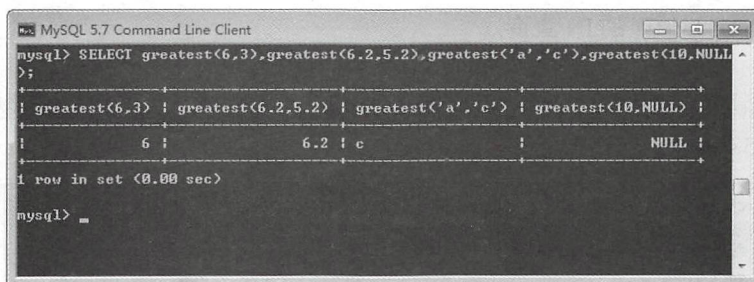 MySQL 5.7 Command Line Client
mysql> SELECT greatest(6,3),greatest(6.2,5.2),greatest('a','c'),greatest(10,NULL
);
+---------------+-------------------+-------------------+-------------------+
| greatest(6,3) | greatest(6.2,5.2) | greatest('a','c') | greatest(10,NULL) |
+---------------+-------------------+-------------------+-------------------+
| 6 | 6.2 | c | NULL |
+---------------+-------------------+-------------------+-------------------+
1 row in set (0.00 sec)
mysql> _